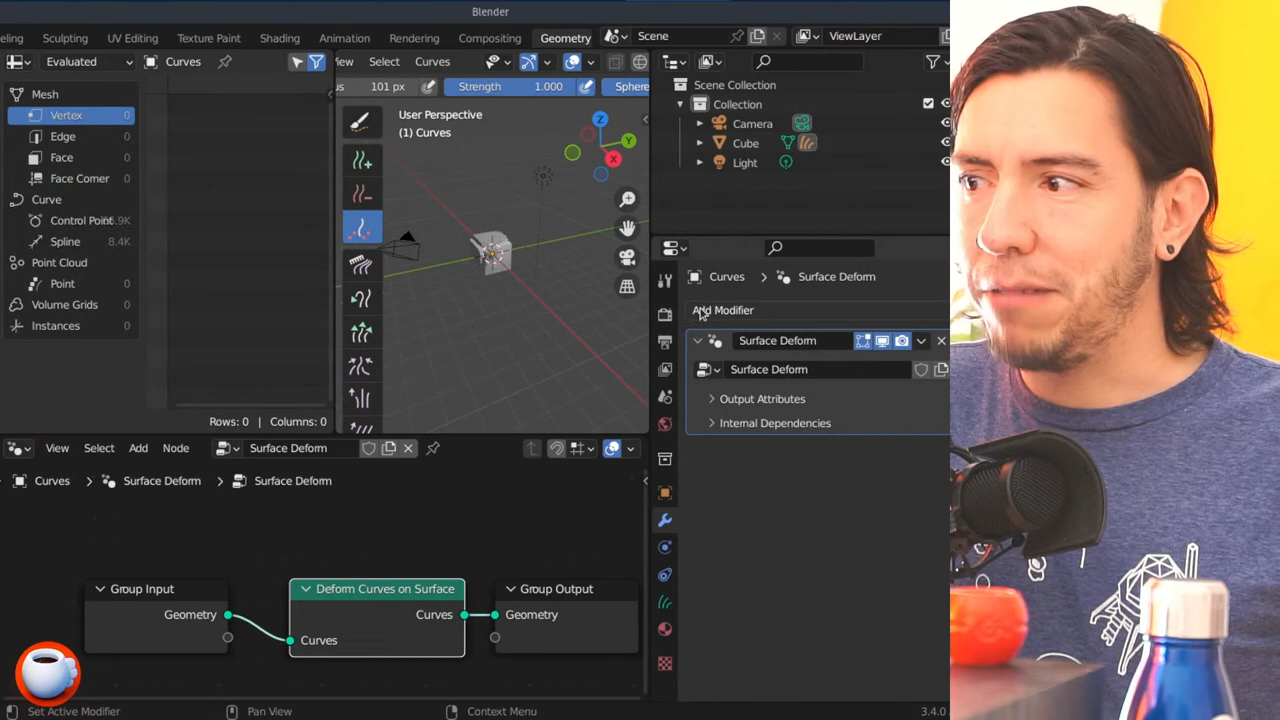 Blender
eling Sculpting UV Editing Texture Paint Shading Animation Rendering Compositing Geometry Scene ViewLayer
Evaluated Curves
iew Select Curves
us 101 px Strength 1.000 Sphere
Mesh
Vertex 0
Edge 0
Face 0
Face Corner 0
Curve
Control Point 6.9K
Spline 8.4K
Point Cloud
Point 0
Volume Grids
Instances 0
Rows: 0 | Columns: 0
User Perspective
(1) Curves
Z
Y
X
Scene Collection
Collection
Camera
Cube
Light
Curves > Surface Deform
Add Modifier
Surface Deform
Surface Deform
Output Attributes
Internal Dependencies
View Select Add Node Surface Deform
Curves > Surface Deform > Surface Deform
Group Input
Geometry
Deform Curves on Surface
Curves
Curves
Group Output
Geometry
Set Active Modifier Pan View Context Menu 3.4.0